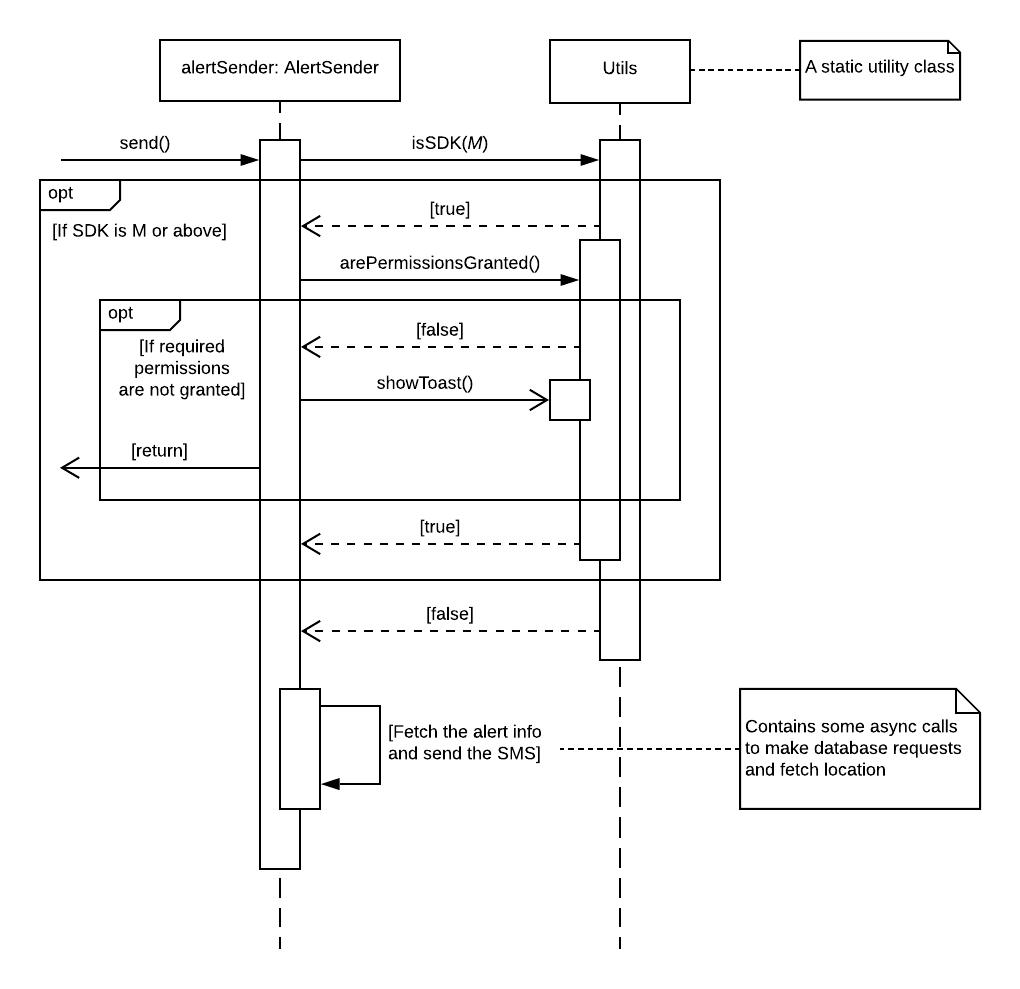 alertSender: AlertSender
Utils
A static utility class
send()
isSDK(M)
opt
[true]
[If SDK is M or above]
arePermissionsGranted()
opt
[false]
[If required
permissions
are not granted]
showToast()
[return]
[true]
[false]
[Fetch the alert info
and send the SMS]
Contains some async calls
to make database requests
and fetch location